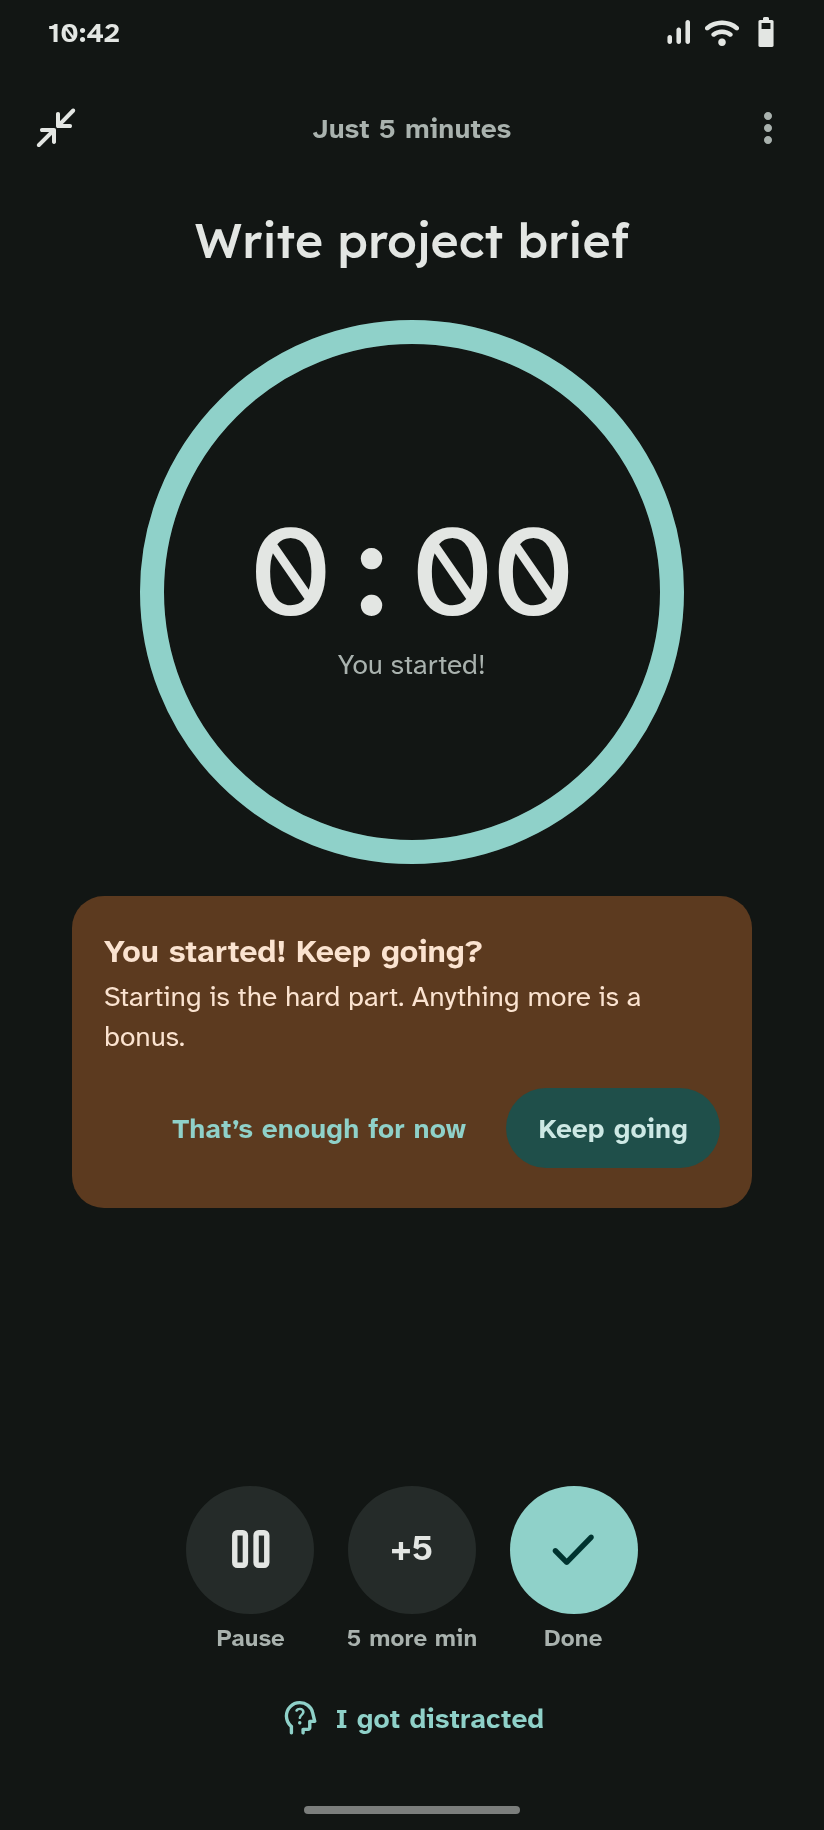 10:42
Just 5 minutes
Write project brief
0:00
You started!
You started! Keep going?
Starting is the hard part. Anything more is a
bonus.
That’s enough for now
Keep going
+5
Pause
5 more min
Done
I got distracted